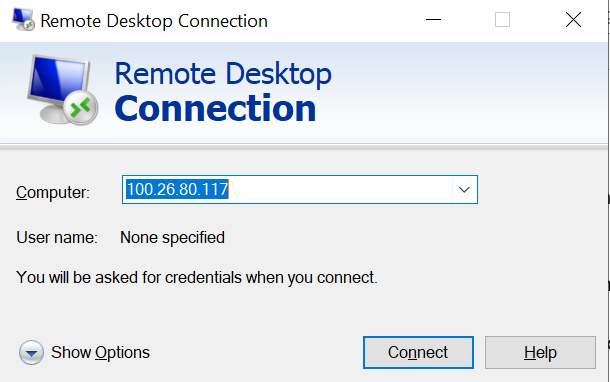 Remote Desktop Connection
Remote Desktop
Connection
Computer: 100.26.80.117
User name: None specified
You will be asked for credentials when you connect.
Show Options Connect Help